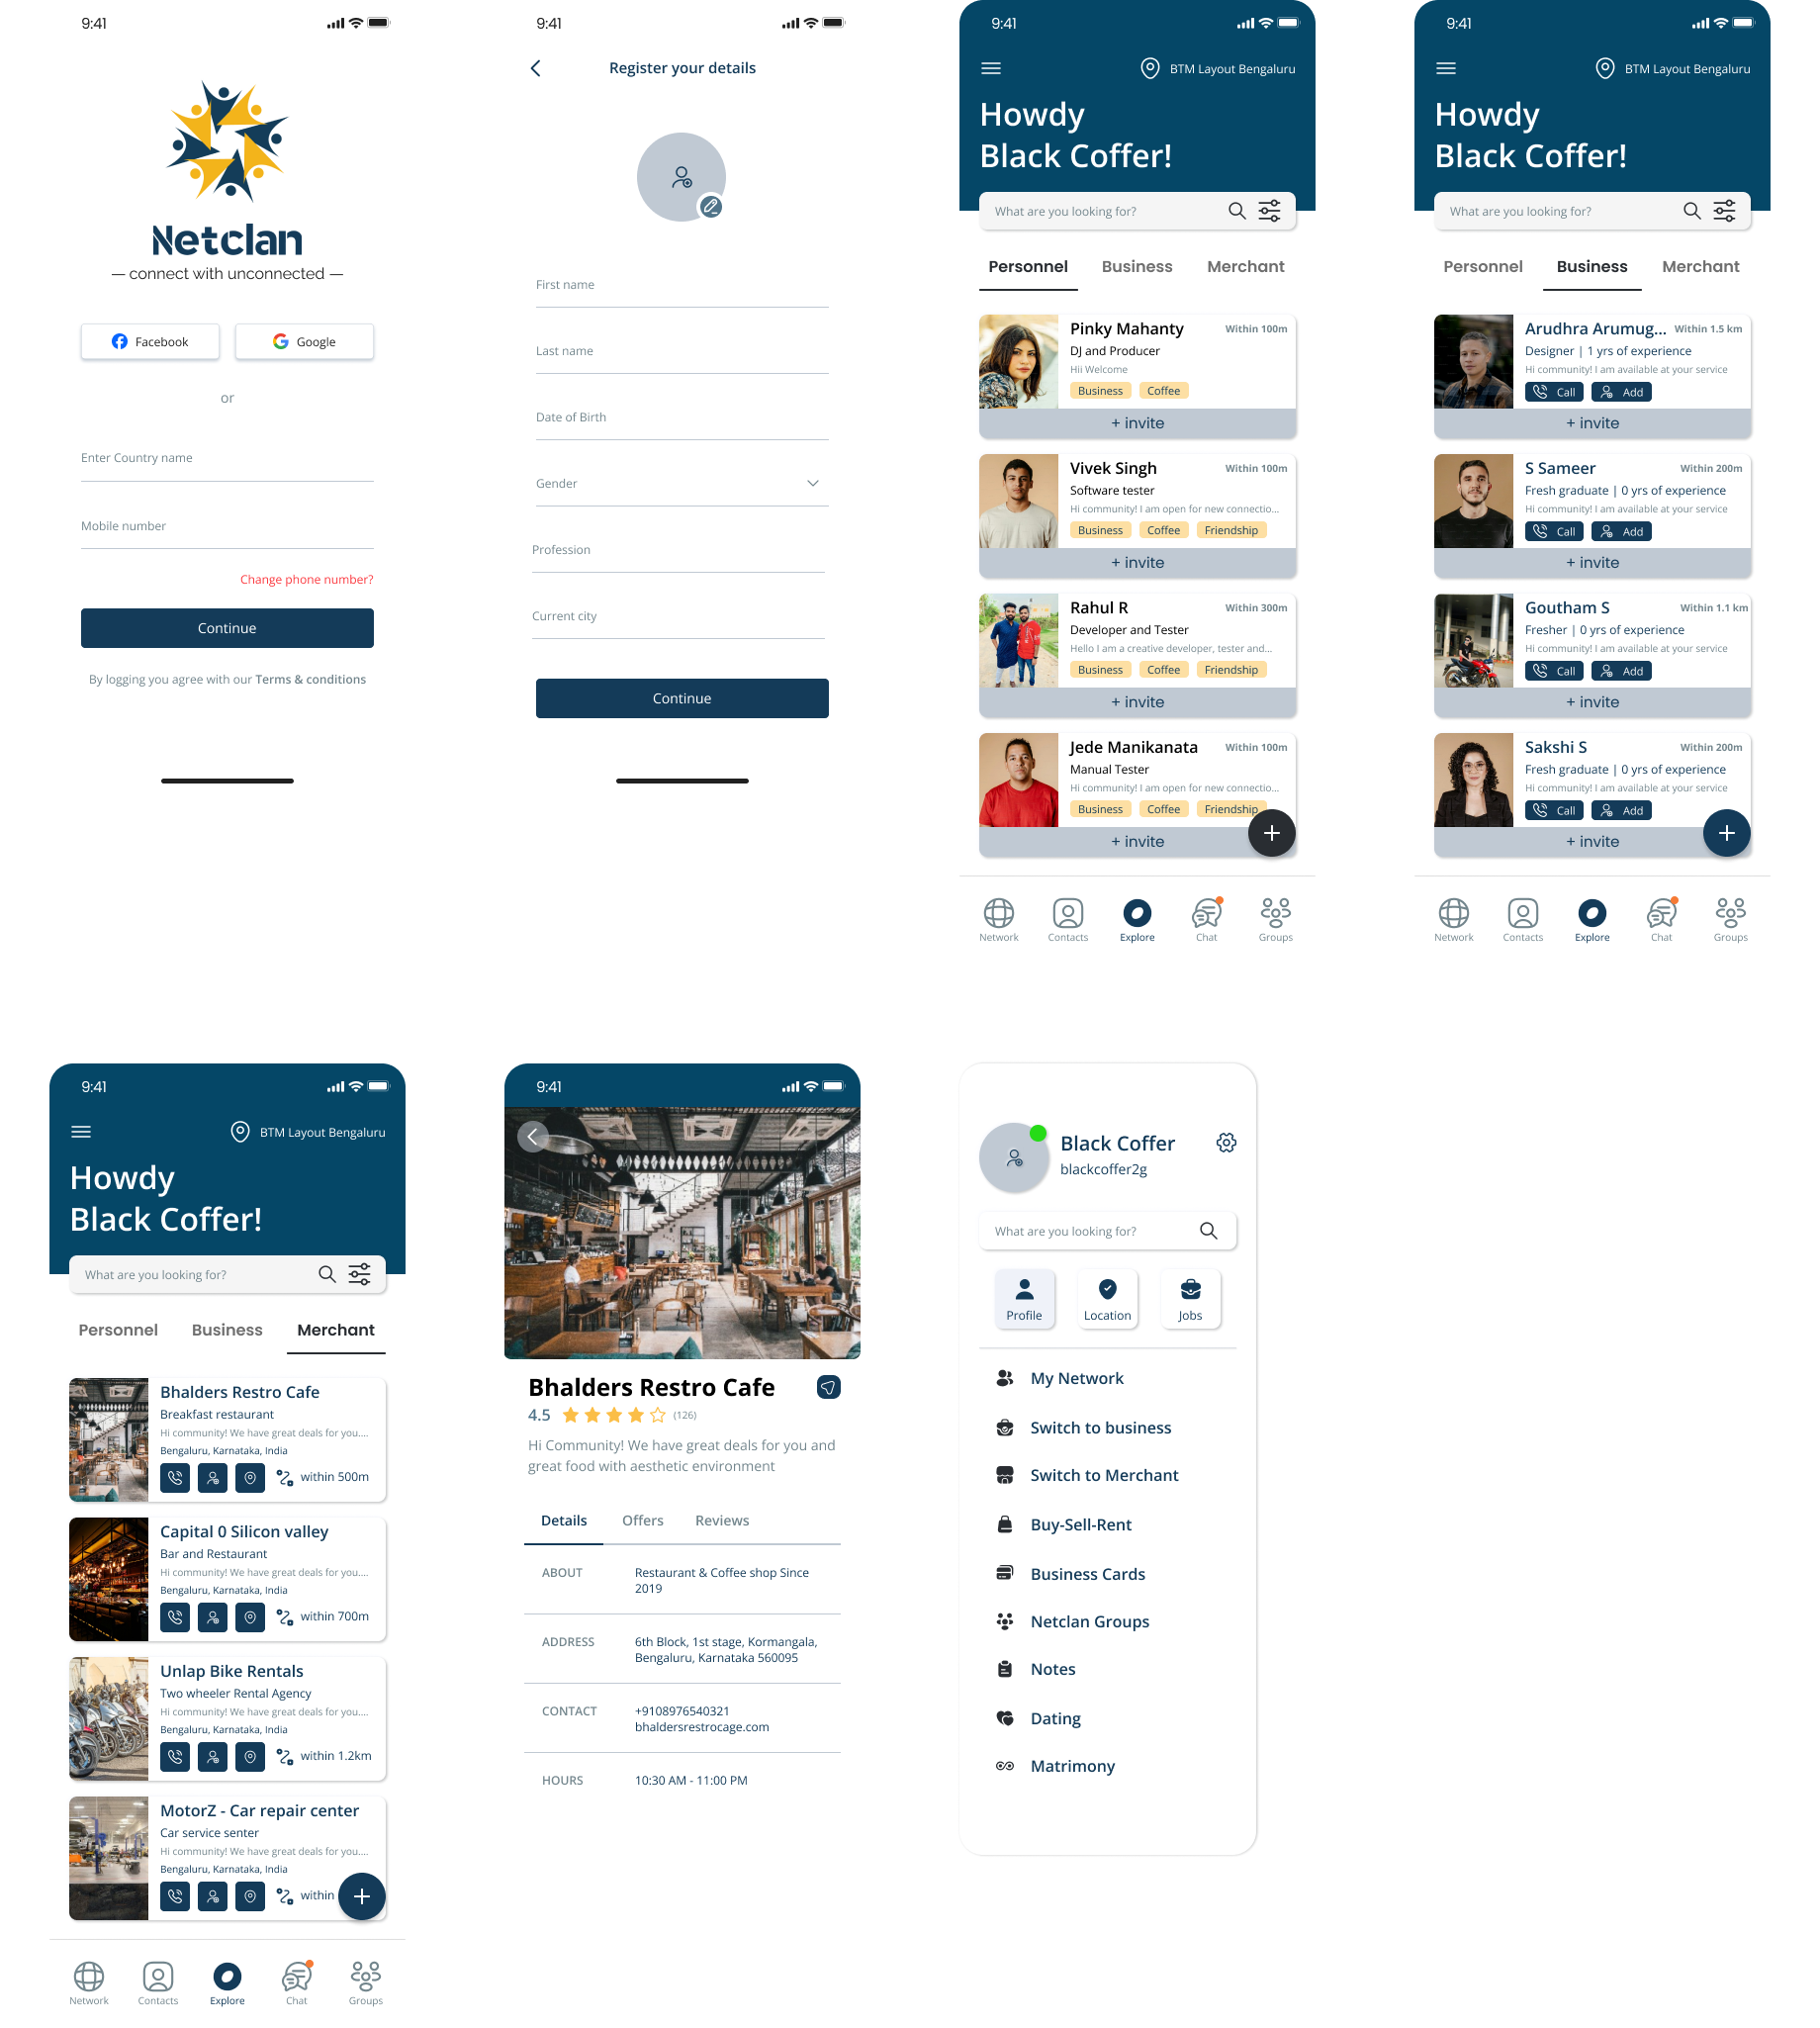 9:41
Netclan
— connect with unconnected —
Facebook
Google
or
Enter Country name
Mobile number
Change phone number?
Continue
By logging you agree with our Terms & conditions
9:41
Register your details
First name
Last name
Date of Birth
Gender
Profession
Current city
Continue
9:41
BTM Layout Bengaluru
Howdy
Black Coffer!
What are you looking for?
Personnel Business Merchant
Pinky Mahanty Within 100m
DJ and Producer
Hii Welcome
Business Coffee
+ invite
Vivek Singh Within 100m
Software tester
Hi community! I am open for new connectio...
Business Coffee Friendship
+ invite
Rahul R Within 300m
Developer and Tester
Hello I am a creative developer, tester and...
Business Coffee Friendship
+ invite
Jede Manikanata Within 100m
Manual Tester
Hi community! I am open for new connectio...
Business Coffee Friendship
+ invite
Network Contacts Explore Chat Groups
9:41
BTM Layout Bengaluru
Howdy
Black Coffer!
What are you looking for?
Personnel Business Merchant
Arudhra Arumug... Within 1.5 km
Designer | 1 yrs of experience
Hi community! I am available at your service
Call Add
+ invite
S Sameer Within 200m
Fresh graduate | 0 yrs of experience
Hi community! I am available at your service
Call Add
+ invite
Goutham S Within 1.1 km
Fresher | 0 yrs of experience
Hi community! I am available at your service
Call Add
+ invite
Sakshi S Within 200m
Fresh graduate | 0 yrs of experience
Hi community! I am available at your service
Call Add
+ invite
Network Contacts Explore Chat Groups
9:41
BTM Layout Bengaluru
Howdy
Black Coffer!
What are you looking for?
Personnel Business Merchant
Bhalders Restro Cafe
Breakfast restaurant
Hi community! We have great deals for you....
Bengaluru, Karnataka, India
within 500m
Capital 0 Silicon valley
Bar and Restaurant
Hi community! We have great deals for you....
Bengaluru, Karnataka, India
within 700m
Unlap Bike Rentals
Two wheeler Rental Agency
Hi community! We have great deals for you....
Bengaluru, Karnataka, India
within 1.2km
MotorZ - Car repair center
Car service senter
Hi community! We have great deals for you....
Bengaluru, Karnataka, India
within
Network Contacts Explore Chat Groups
9:41
Bhalders Restro Cafe
4.5 (126)
Hi Community! We have great deals for you and
great food with aesthetic environment
Details Offers Reviews
ABOUT Restaurant & Coffee shop Since
2019
ADDRESS 6th Block, 1st stage, Kormangala,
Bengaluru, Karnataka 560095
CONTACT +9108976540321
bhaldersrestrocage.com
HOURS 10:30 AM - 11:00 PM
Black Coffer
blackcoffer2g
What are you looking for?
Profile Location Jobs
My Network
Switch to business
Switch to Merchant
Buy-Sell-Rent
Business Cards
Netclan Groups
Notes
Dating
Matrimony